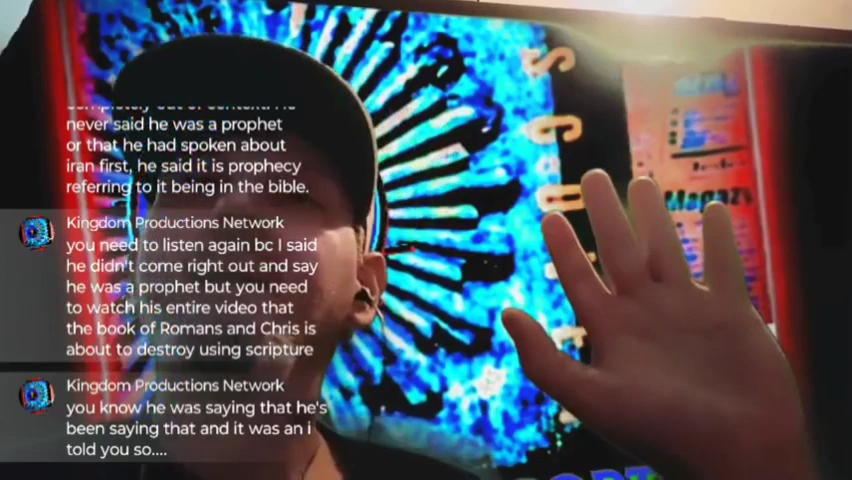 never said he was a prophet
or that he had spoken about
iran first, he said it is prophecy
referring to it being in the bible.
Kingdom Productions Network
you need to listen again bc I said
he didn't come right out and say
he was a prophet but you need
to watch his entire video that
the book of Romans and Chris is
about to destroy using scripture
Kingdom Productions Network
you know he was saying that he's
been saying that and it was an i
told you so....